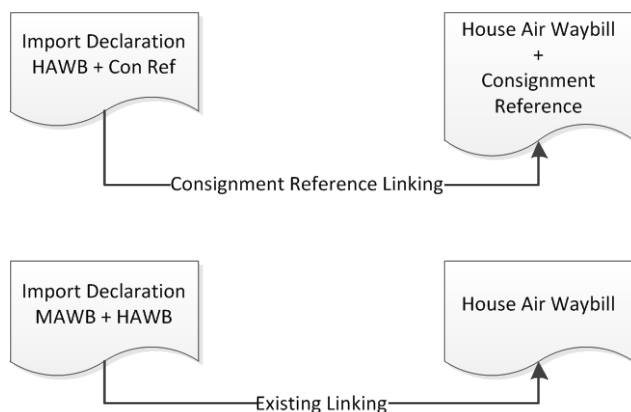 Import Declaration
HAWB + Con Ref
House Air Waybill
+
Consignment
Reference
Consignment Reference Linking
Import Declaration
MAWB + HAWB
House Air Waybill
Existing Linking